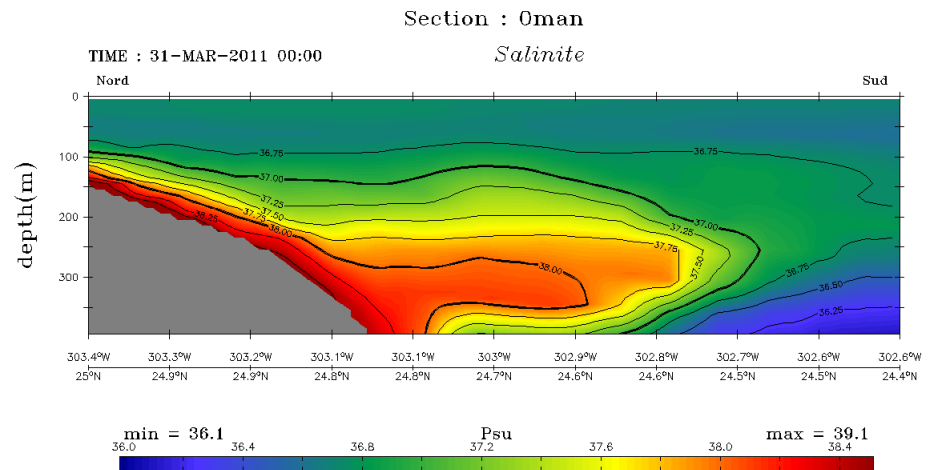 Section : Oman
TIME : 31-MAR-2011 00:00 Salinite
Nord Sud
0
100
200
300
depth(m)
36.75 36.75
37.00
37.25
37.50
37.75
38.00
38.25
37.00
37.25
37.75
37.50
38.00
36.75
36.50
36.25
303.4°W 303.3°W 303.2°W 303.1°W 303.1°W 303°W 302.9°W 302.8°W 302.7°W 302.6°W 302.6°W
25°N 24.9°N 24.9°N 24.8°N 24.8°N 24.7°N 24.6°N 24.6°N 24.5°N 24.5°N 24.4°N
min = 36.1 Psu max = 39.1
36.0 36.4 36.8 37.2 37.6 38.0 38.4